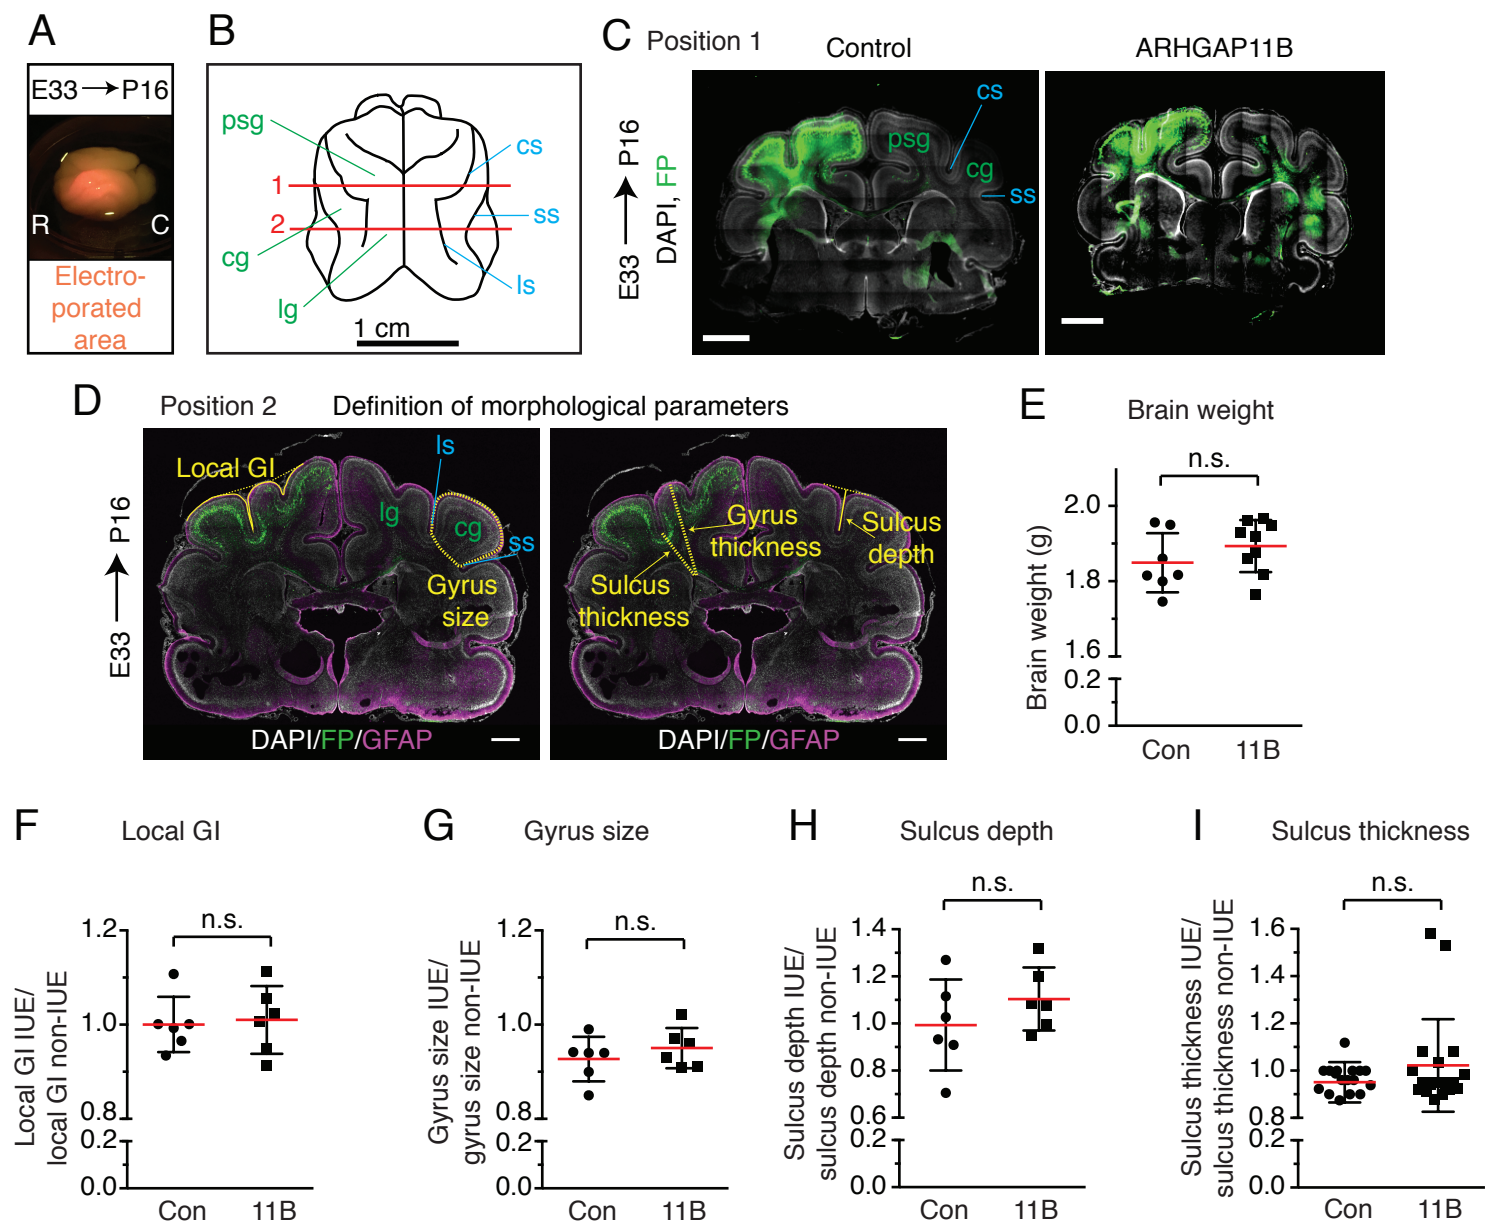 A
E33 → P16
R
C
Electro-
porated
area
B
psg
cs
1
2
ss
cg
ls
lg
1 cm
C
Position 1
Control
ARHGAP11B
E33 → P16
DAPI, FP
cs
psg
cg
ss
D
Position 2
Definition of morphological parameters
E33 → P16
Local GI
ls
lg
cg
ss
Gyrus
size
DAPI/FP/GFAP
Gyrus
thickness
Sulcus
depth
Sulcus
thickness
DAPI/FP/GFAP
E
Brain weight
n.s.
Brain weight (g)
2.0
1.8
1.6
0.2
0.0
Con
11B
F
Local GI
n.s.
Local GI IUE/
local GI non-IUE
1.2
1.0
0.8
0.2
0.0
Con
11B
G
Gyrus size
n.s.
Gyrus size IUE/
gyrus size non-IUE
1.2
1.0
0.8
0.2
0.0
Con
11B
H
Sulcus depth
n.s.
Sulcus depth IUE/
sulcus depth non-IUE
1.4
1.2
1.0
0.8
0.6
0.2
0.0
Con
11B
I
Sulcus thickness
n.s.
Sulcus thickness IUE/
sulcus thickness non-IUE
1.6
1.4
1.2
1.0
0.8
0.2
0.0
Con
11B